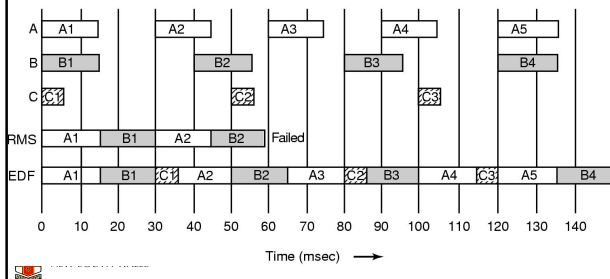 A A1 A2 A3 A4 A5
B B1 B2 B3 B4
C C1 C2 C3
RMS A1 B1 A2 B2 Failed
EDF A1 B1 C1 A2 B2 A3 C2 B3 A4 C3 A5 B4
0 10 20 30 40 50 60 70 80 90 100 110 120 130 140
Time (msec)